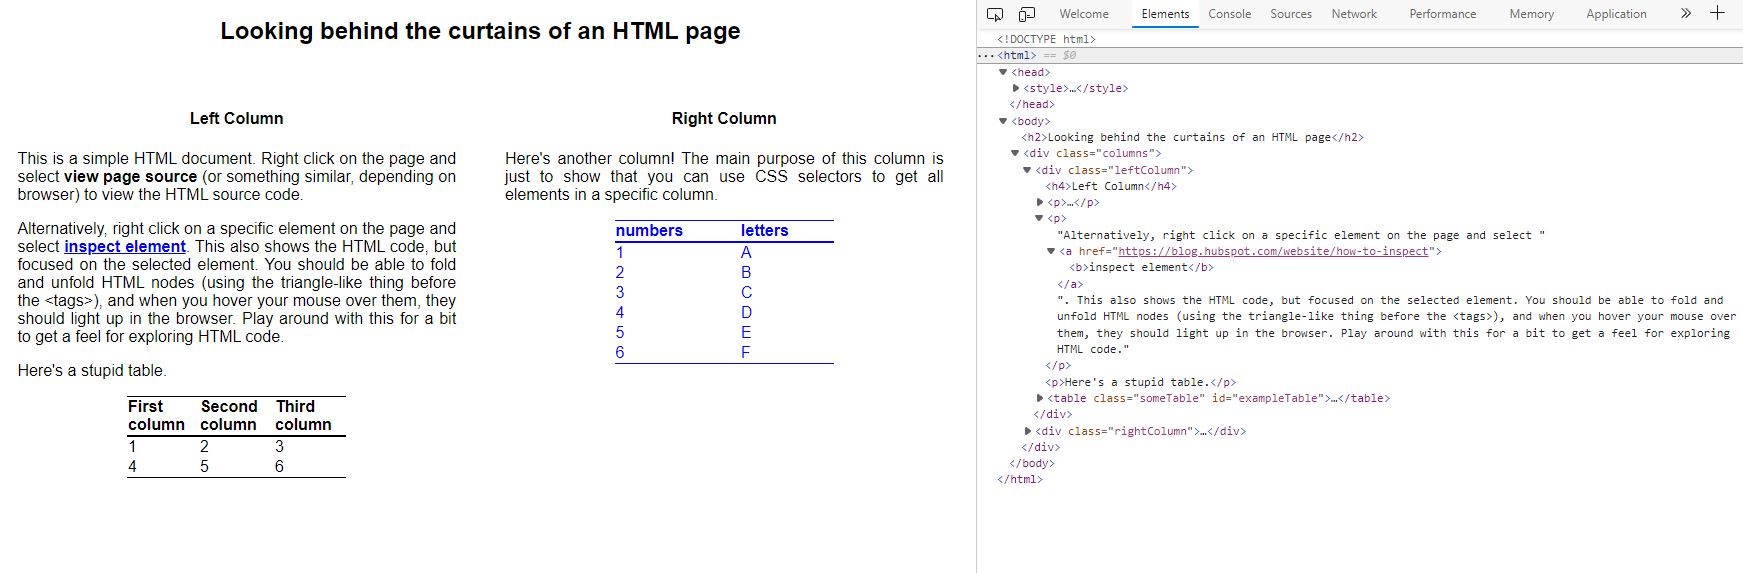 Looking behind the curtains of an HTML page
Left Column
This is a simple HTML document. Right click on the page and
select view page source (or something similar, depending on
browser) to view the HTML source code.
Alternatively, right click on a specific element on the page and
select inspect element. This also shows the HTML code, but
focused on the selected element. You should be able to fold
and unfold HTML nodes (using the triangle-like thing before
the <tags>), and when you hover your mouse over them, they
should light up in the browser. Play around with this for a bit
to get a feel for exploring HTML code.
Here's a stupid table.
First Second Third
column column column
1 2 3
4 5 6
Right Column
Here's another column! The main purpose of this column is
just to show that you can use CSS selectors to get all
elements in a specific column.
numbers letters
1 A
2 B
3 C
4 D
5 E
6 F
Welcome Elements Console Sources Network Performance Memory Application » +
<!DOCTYPE html>
···<html> == $0
▼<head>
▶<style>…</style>
</head>
▼<body>
<h2>Looking behind the curtains of an HTML page</h2>
▼<div class="columns">
▼<div class="leftColumn">
<h4>Left Column</h4>
▶<p>…</p>
▼<p>
"Alternatively, right click on a specific element on the page and select "
▼<a href="https://blog.hubspot.com/website/how-to-inspect">
<b>inspect element</b>
</a>
". This also shows the HTML code, but focused on the selected element. You should be able to fold and
unfold HTML nodes (using the triangle-like thing before the <tags>), and when you hover your mouse over
them, they should light up in the browser. Play around with this for a bit to get a feel for exploring
HTML code."
</p>
<p>Here's a stupid table.</p>
▶<table class="someTable" id="exampleTable">…</table>
</div>
▶<div class="rightColumn">…</div>
</div>
</body>
</html>